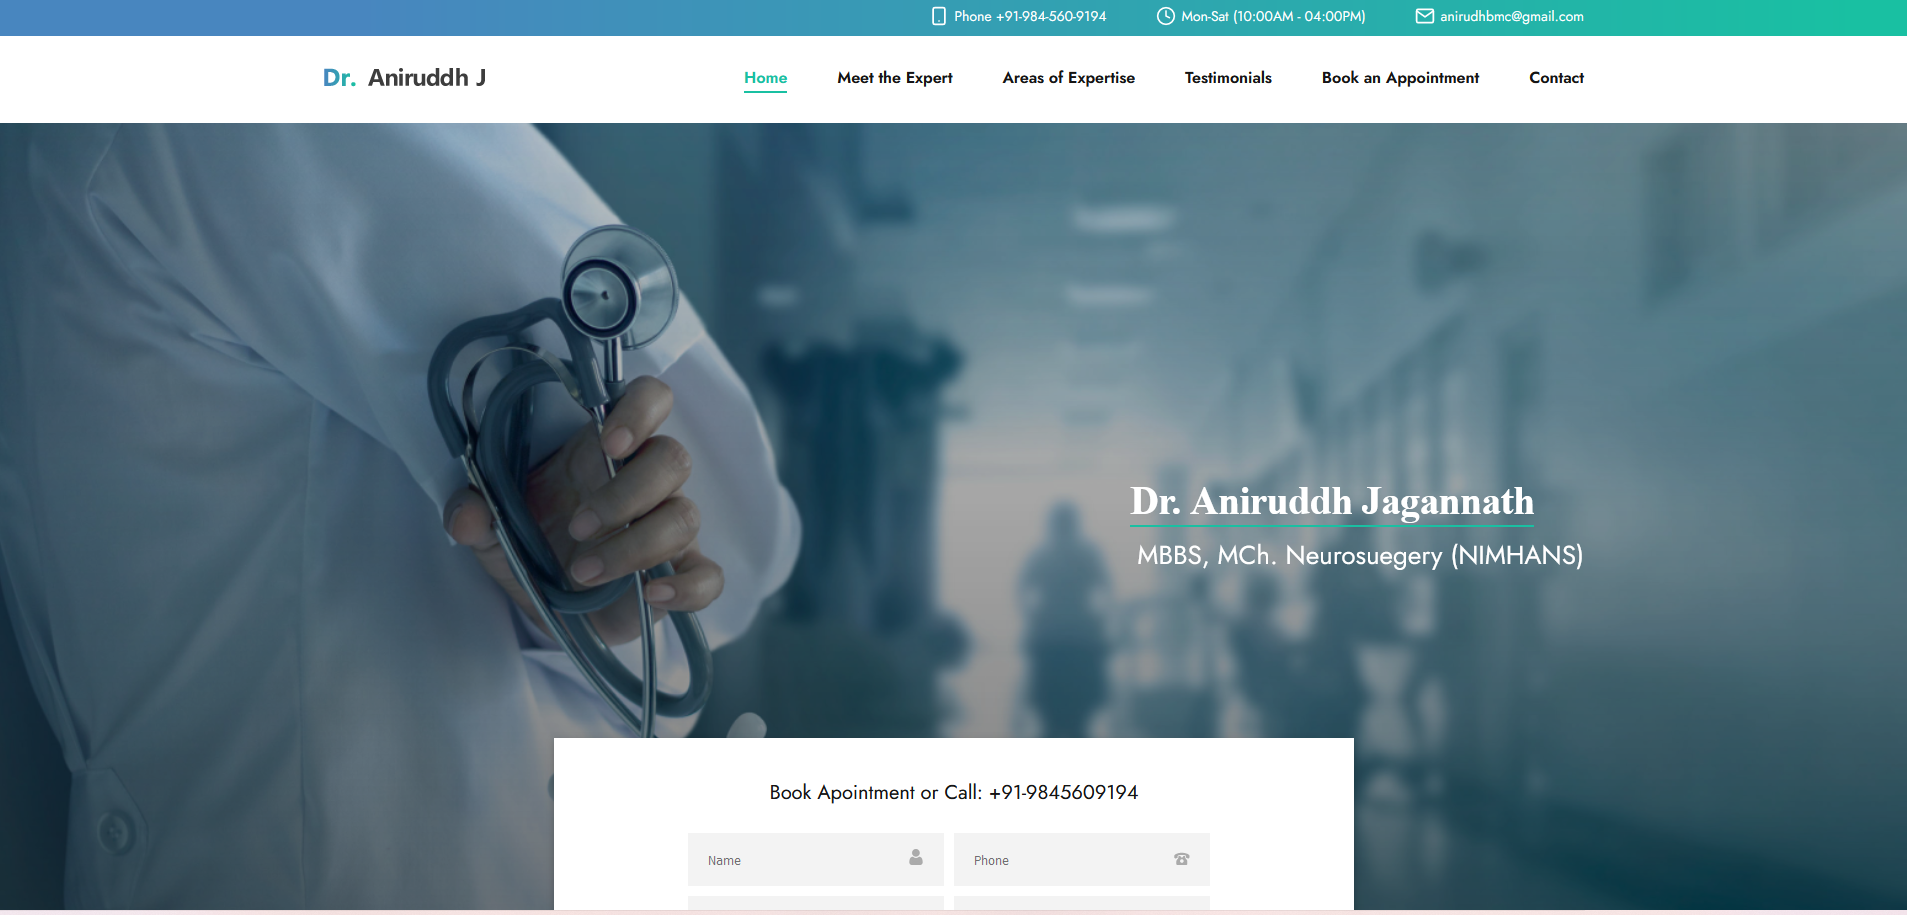 Phone +91-984-560-9194
Mon-Sat (10:00AM - 04:00PM)
anirudhbmc@gmail.com
Dr. Aniruddh J
Home
Meet the Expert
Areas of Expertise
Testimonials
Book an Appointment
Contact
Dr. Aniruddh Jagannath
MBBS, MCh. Neurosuegery (NIMHANS)
Book Apointment or Call: +91-9845609194
Name
Phone